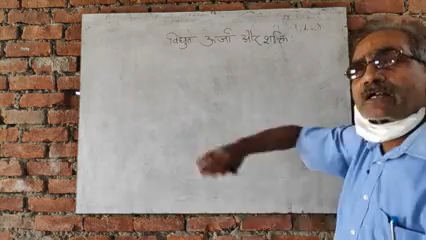 विद्युत ऊर्जा और शक्ति